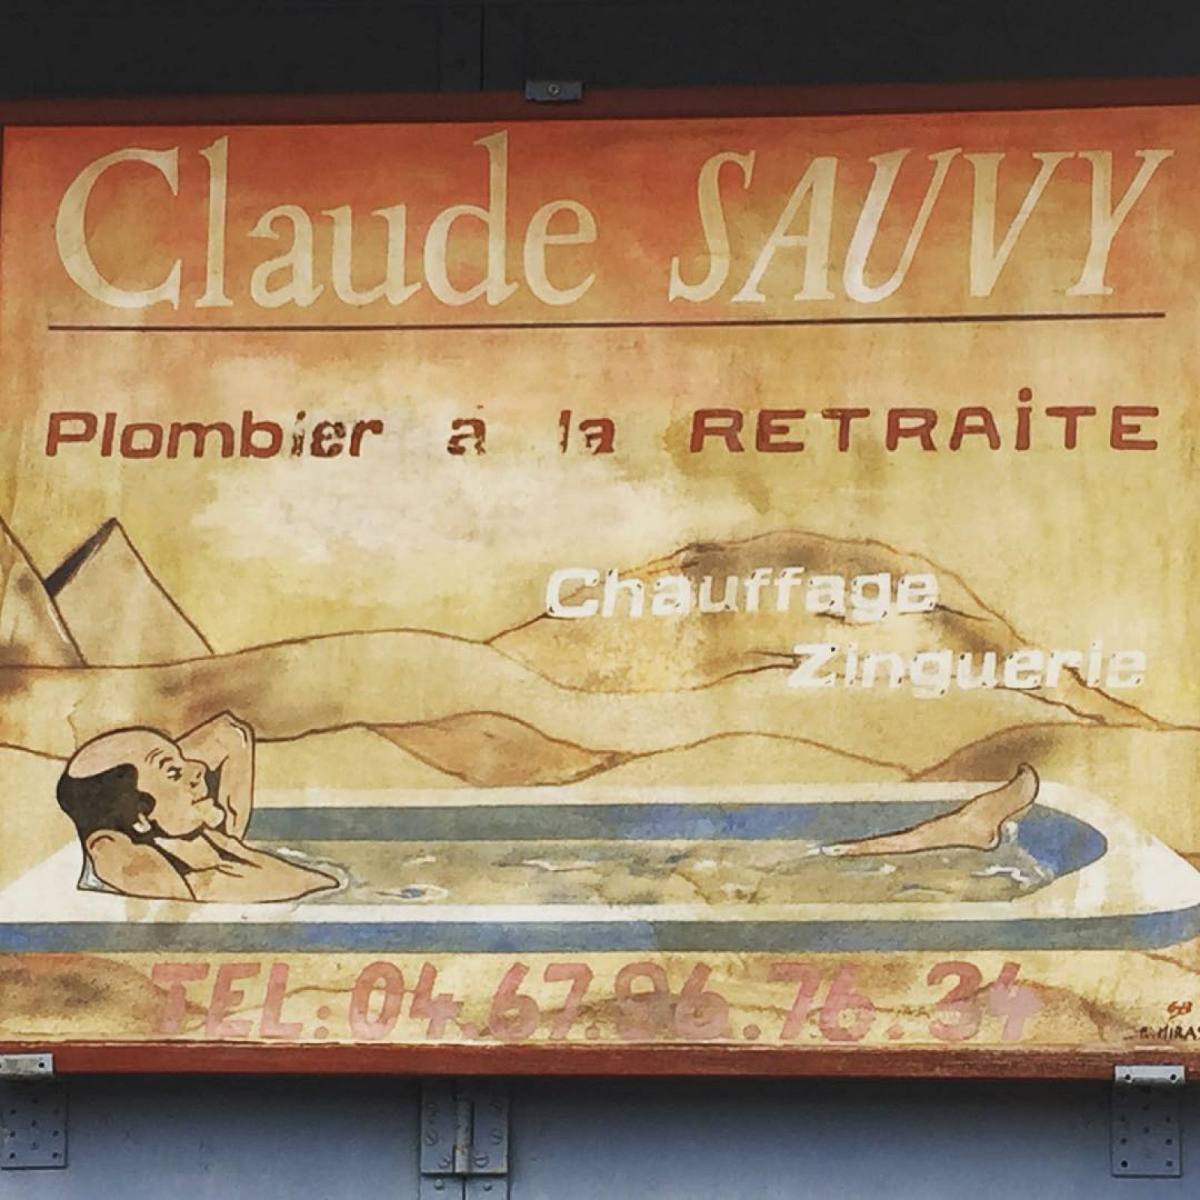 Claude SAUVY
Plombier à la RETRAiTE
Chauffage
Zinguerie
TEL:04.67.96.76.34